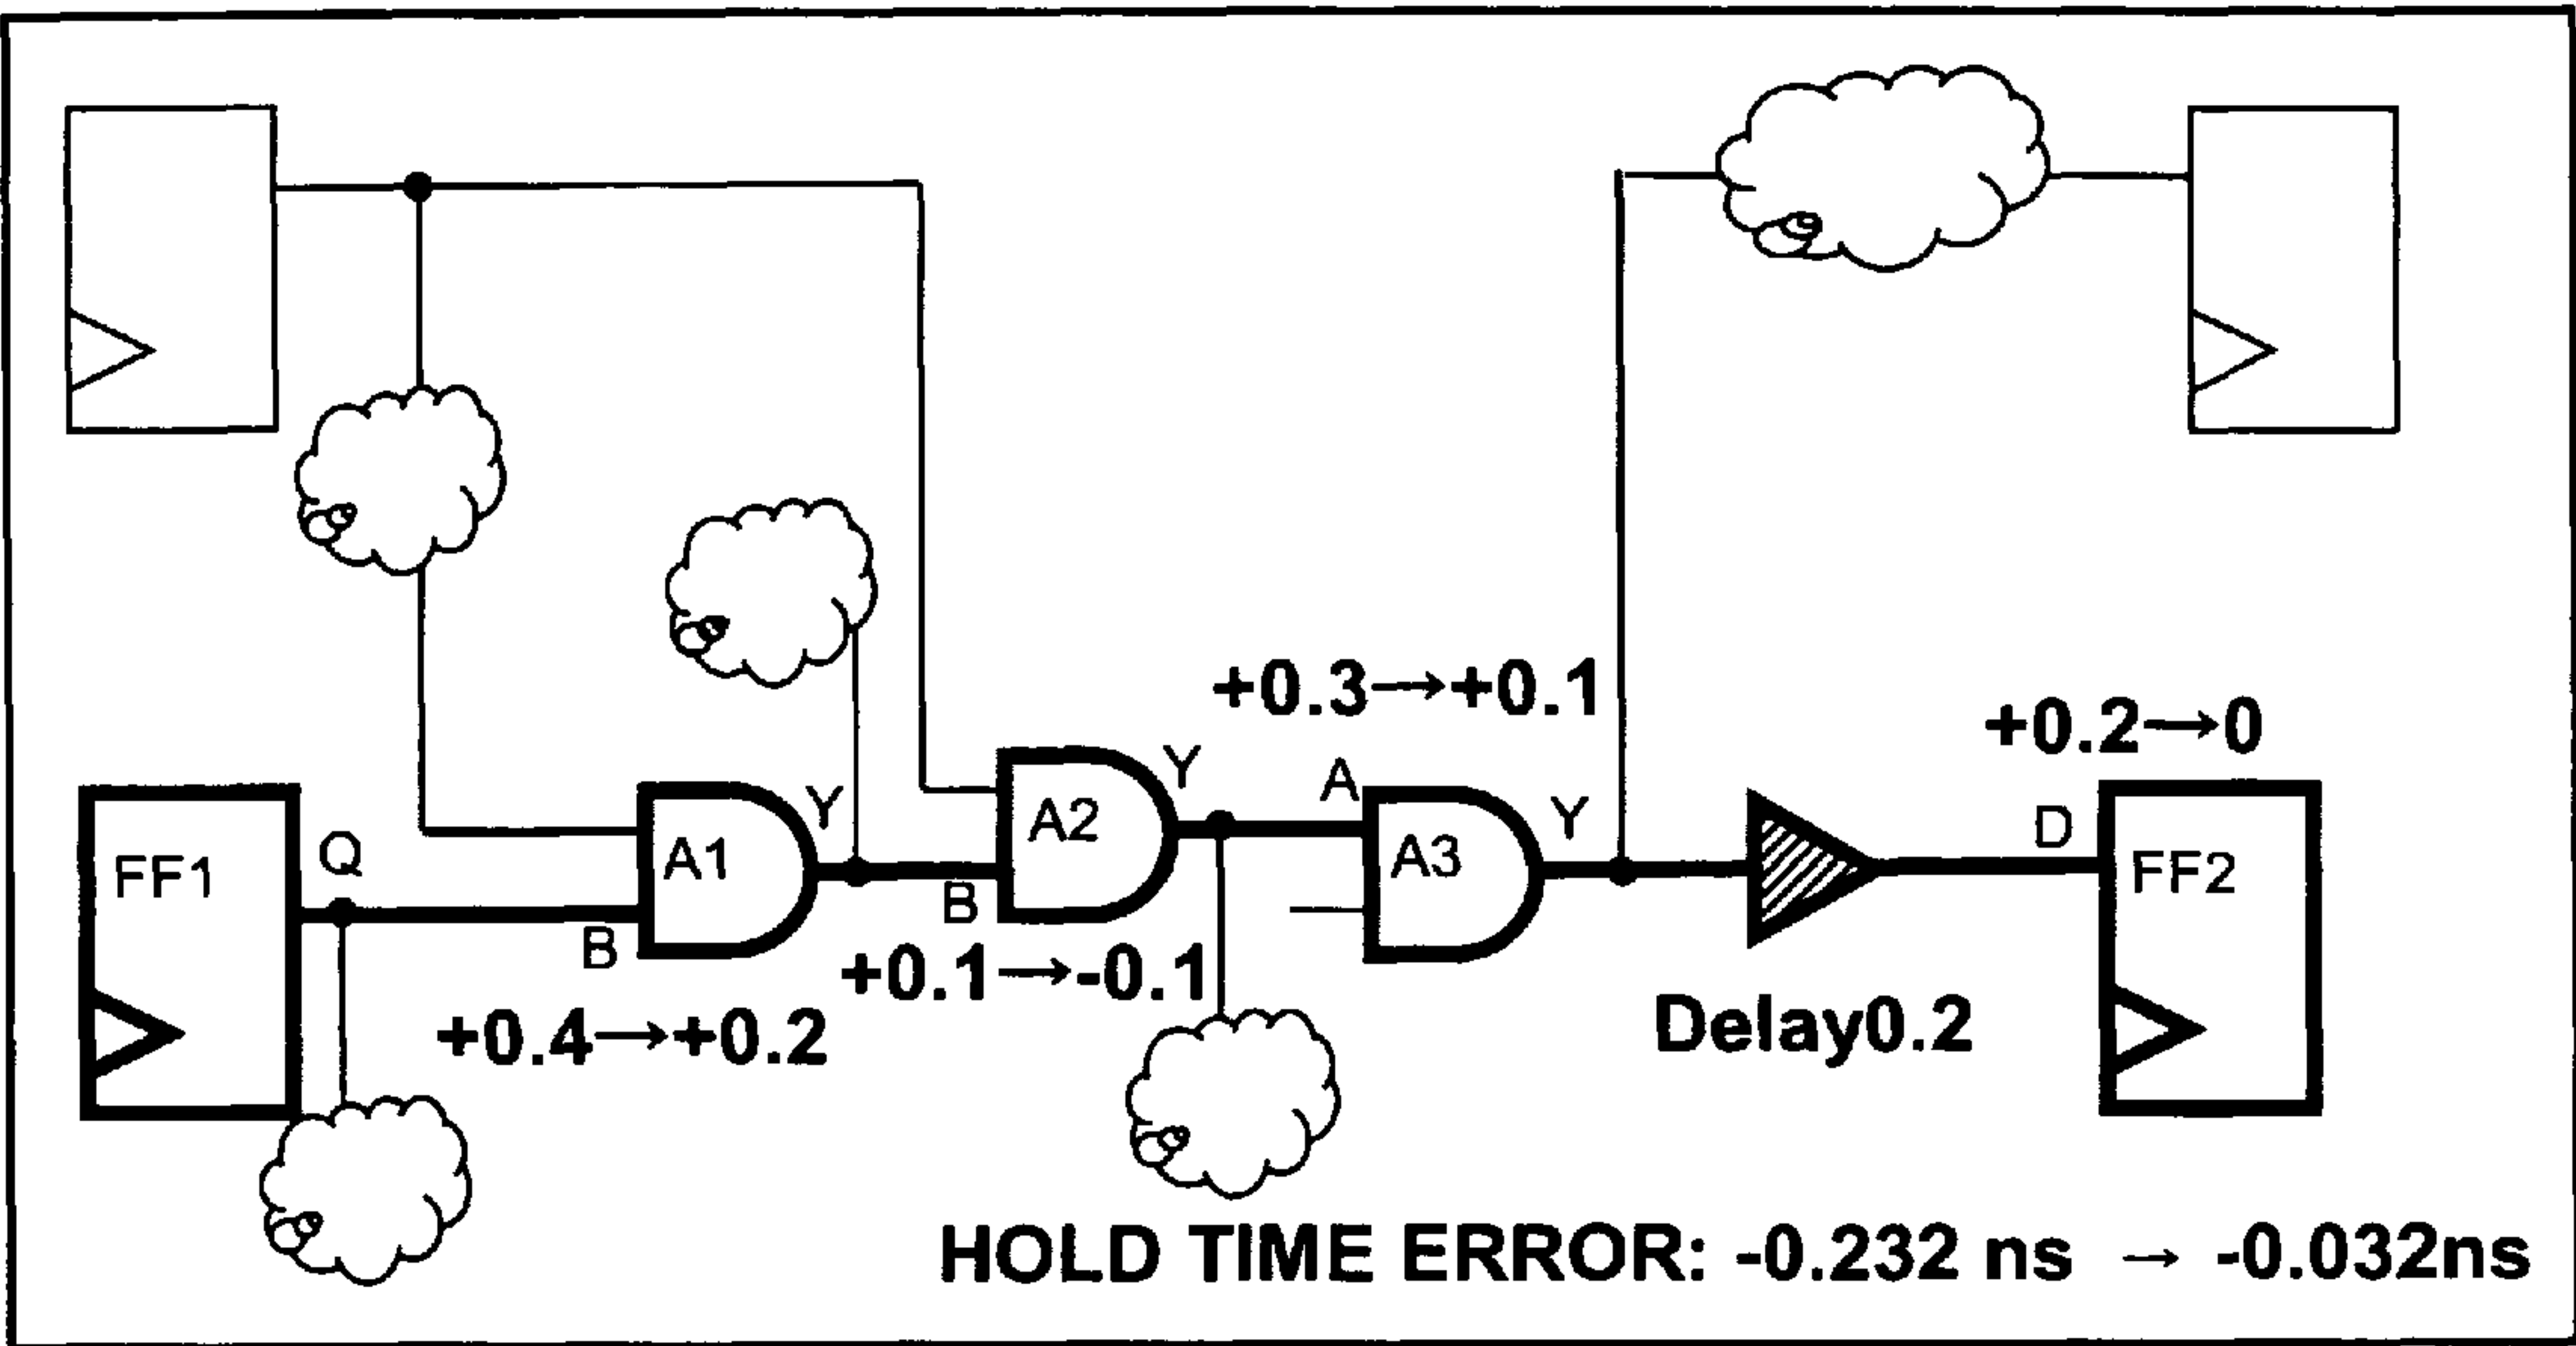 +0.3→+0.1
+0.2→0
Y
A
Y
Y
D
Q
A2
FF1
A1
A3
FF2
B
B
+0.1→-0.1
+0.4→+0.2
Delay0.2
HOLD TIME ERROR: -0.232 ns → -0.032ns